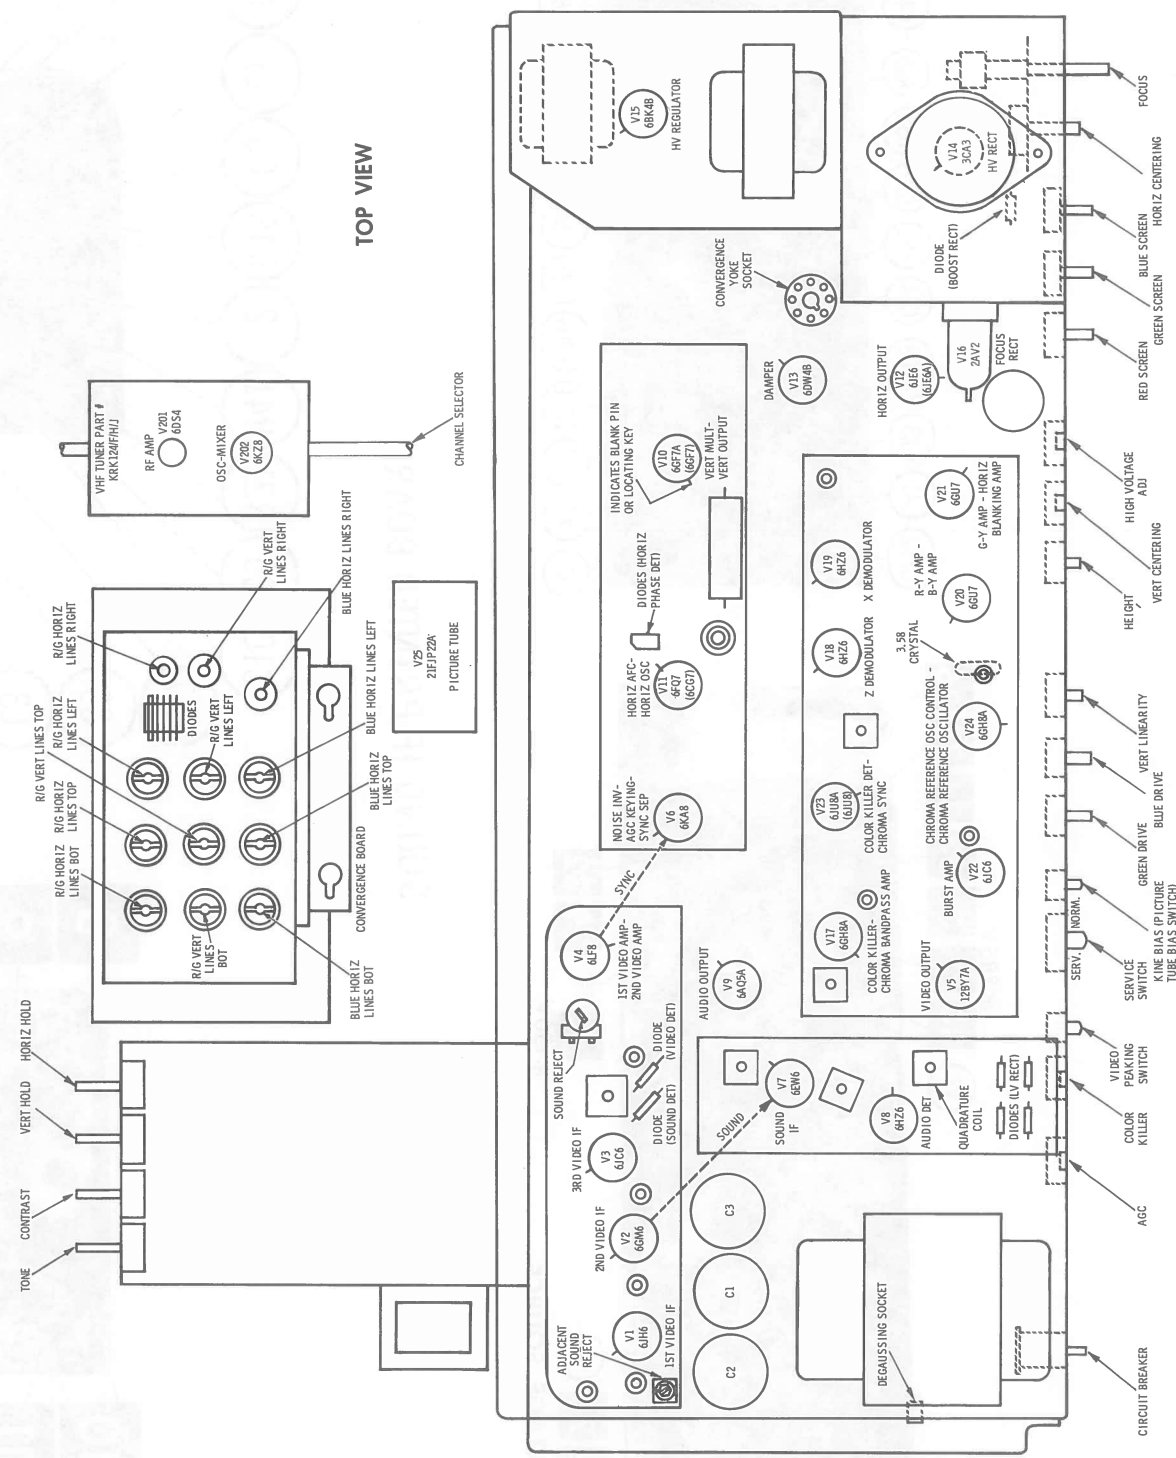 TOP VIEW
VHF TUNER PART #
KRK124/F/H/J
RF AMP
V201
6DS4
OSC-MIXER
V202
6KZ8
CHANNEL SELECTOR
R/G HORIZ
LINES RIGHT
R/G VERT
LINES RIGHT
BLUE HORIZ LINES RIGHT
R/G VERT LINES TOP
R/G HORIZ
LINES LEFT
DIODES
R/G VERT
LINES LEFT
BLUE HORIZ LINES LEFT
R/G HORIZ
LINES TOP
BLUE HORIZ
LINES TOP
R/G HORIZ
LINES BOT
R/G VERT
LINES
BOT
BLUE HORIZ
LINES BOT
CONVERGENCE BOARD
V25
21FJP22A
PICTURE TUBE
HORIZ HOLD
VERT HOLD
CONTRAST
TONE
V15
6BK4B
HV REGULATOR
V14
3CA3
HV RECT
DIODE
(BOOST RECT)
CONVERGENCE
YOKE
SOCKET
DAMPER
V13
6DW4B
HORIZ OUTPUT
V12
6JE6
(6JE6A)
V16
2AV2
FOCUS
RECT
INDICATES BLANK PIN
OR LOCATING KEY
V10
6GF7A
(6GF7)
VERT MULT-
VERT OUTPUT
DIODES (HORIZ
PHASE DET)
HORIZ AFC-
HORIZ OSC
V11
6FQ7
(6CG7)
NOISE INV-
AGC KEYING-
SYNC SEP
V6
6KA8
SYNC
V21
6GU7
G-Y AMP - HORIZ
BLANKING AMP
V19
6HZ6
X DEMODULATOR
R-Y AMP -
B-Y AMP
V20
6GU7
V18
6HZ6
Z DEMODULATOR
3.58
CRYSTAL
V24
6GH8A
CHROMA REFERENCE OSC CONTROL -
CHROMA REFERENCE OSCILLATOR
V23
6JU8A
(6JU8)
COLOR KILLER DET-
CHROMA SYNC
BURST AMP
V22
6JC6
V17
6GH8A
COLOR KILLER-
CHROMA BANDPASS AMP
VIDEO OUTPUT
V5
12BY7A
V4
6LF8
1ST VIDEO AMP-
2ND VIDEO AMP
AUDIO OUTPUT
V9
6AQ5A
SOUND REJECT
DIODE
(VIDEO DET)
DIODE
(SOUND DET)
3RD VIDEO IF
V3
6JC6
2ND VIDEO IF
V2
6GM6
SOUND
V7
6EW6
SOUND
IF
V8
6HZ6
AUDIO DET
QUADRATURE
COIL
DIODES (LV RECT)
ADJACENT
SOUND
REJECT
V1
6JH6
1ST VIDEO IF
C3
C1
C2
DEGAUSSING SOCKET
FOCUS
HORIZ CENTERING
BLUE SCREEN
GREEN SCREEN
RED SCREEN
HIGH VOLTAGE
ADJ
VERT CENTERING
HEIGHT
VERT LINEARITY
BLUE DRIVE
GREEN DRIVE
KINE BIAS (PICTURE
TUBE BIAS SWITCH)
SERV.
NORM.
SERVICE
SWITCH
VIDEO
PEAKING
SWITCH
COLOR
KILLER
AGC
CIRCUIT BREAKER